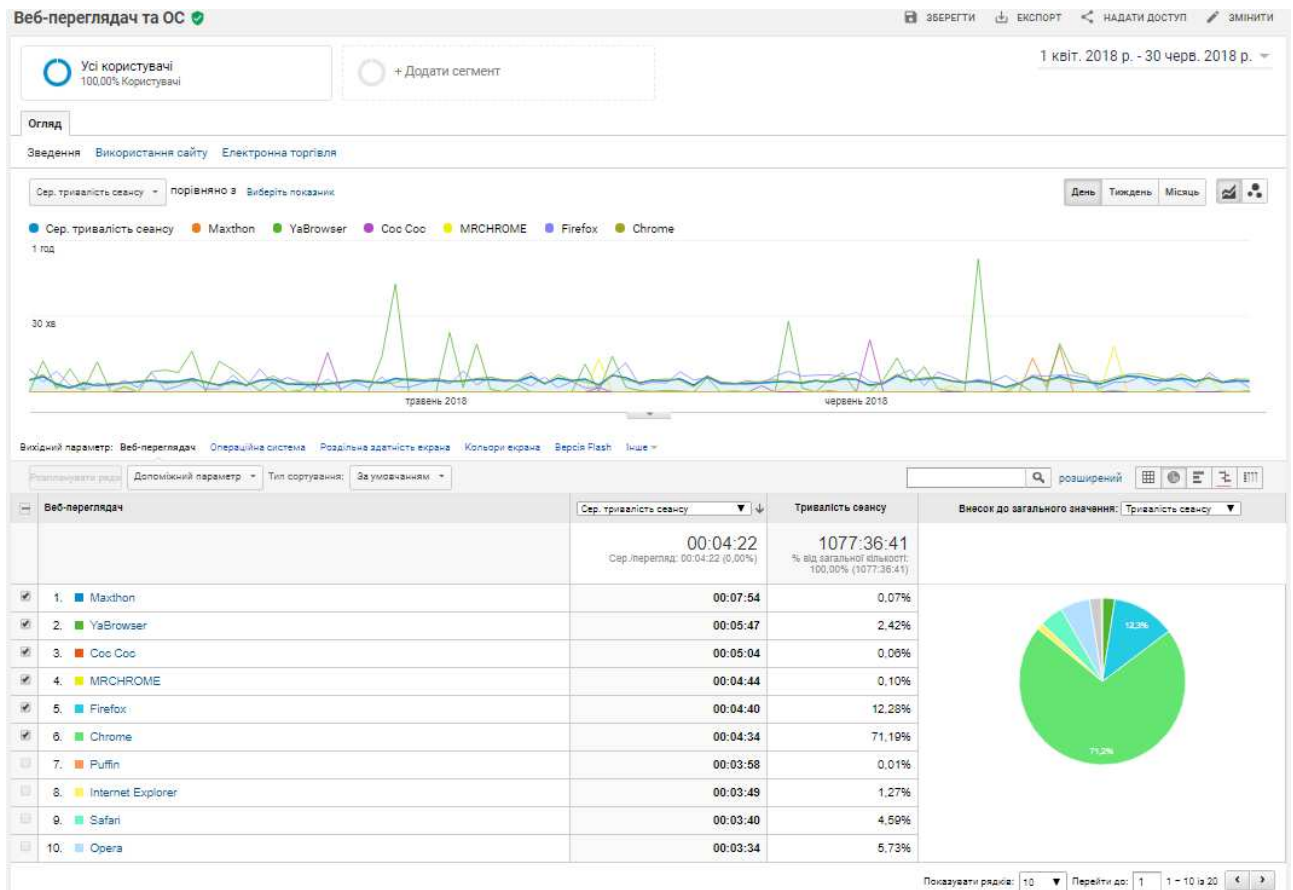 Веб-переглядач та ОС
ЗБЕРЕГТИ ЕКСПОРТ НАДАТИ ДОСТУП ЗМІНИТИ
Усі користувачі
100,00% Користувачі
+ Додати сегмент
1 квіт. 2018 р. - 30 черв. 2018 р.
Огляд
Зведення Використання сайту Електронна торгівля
Сер. тривалість сеансу порівняно з Виберіть показник
День Тиждень Місяць
Сер. тривалість сеансу Maxthon YaBrowser Coc Coc MRCHROME Firefox Chrome
1 год
30 хв
травень 2018 червень 2018
Вихідний параметр: Веб-переглядач Операційна система Роздільна здатність екрана Кольори екрана Версія Flash Інше
Розпланувати ряди Допоміжний параметр Тип сортування: За умовчанням
розширений
Веб-переглядач Сер. тривалість сеансу Тривалість сеансу Внесок до загального значення: Тривалість сеансу
00:04:22 1077:36:41
Сер./перегляд: 00:04:22 (0,00%) % від загальної кількості:
100,00% (1077:36:41)
1. Maxthon 00:07:54 0,07%
2. YaBrowser 00:05:47 2,42%
3. Coc Coc 00:05:04 0,06%
4. MRCHROME 00:04:44 0,10%
5. Firefox 00:04:40 12,28%
6. Chrome 00:04:34 71,19%
7. Puffin 00:03:58 0,01%
8. Internet Explorer 00:03:49 1,27%
9. Safari 00:03:40 4,59%
10. Opera 00:03:34 5,73%
12,3%
71,2%
Показувати рядків: 10 Перейти до: 1 1 – 10 із 20